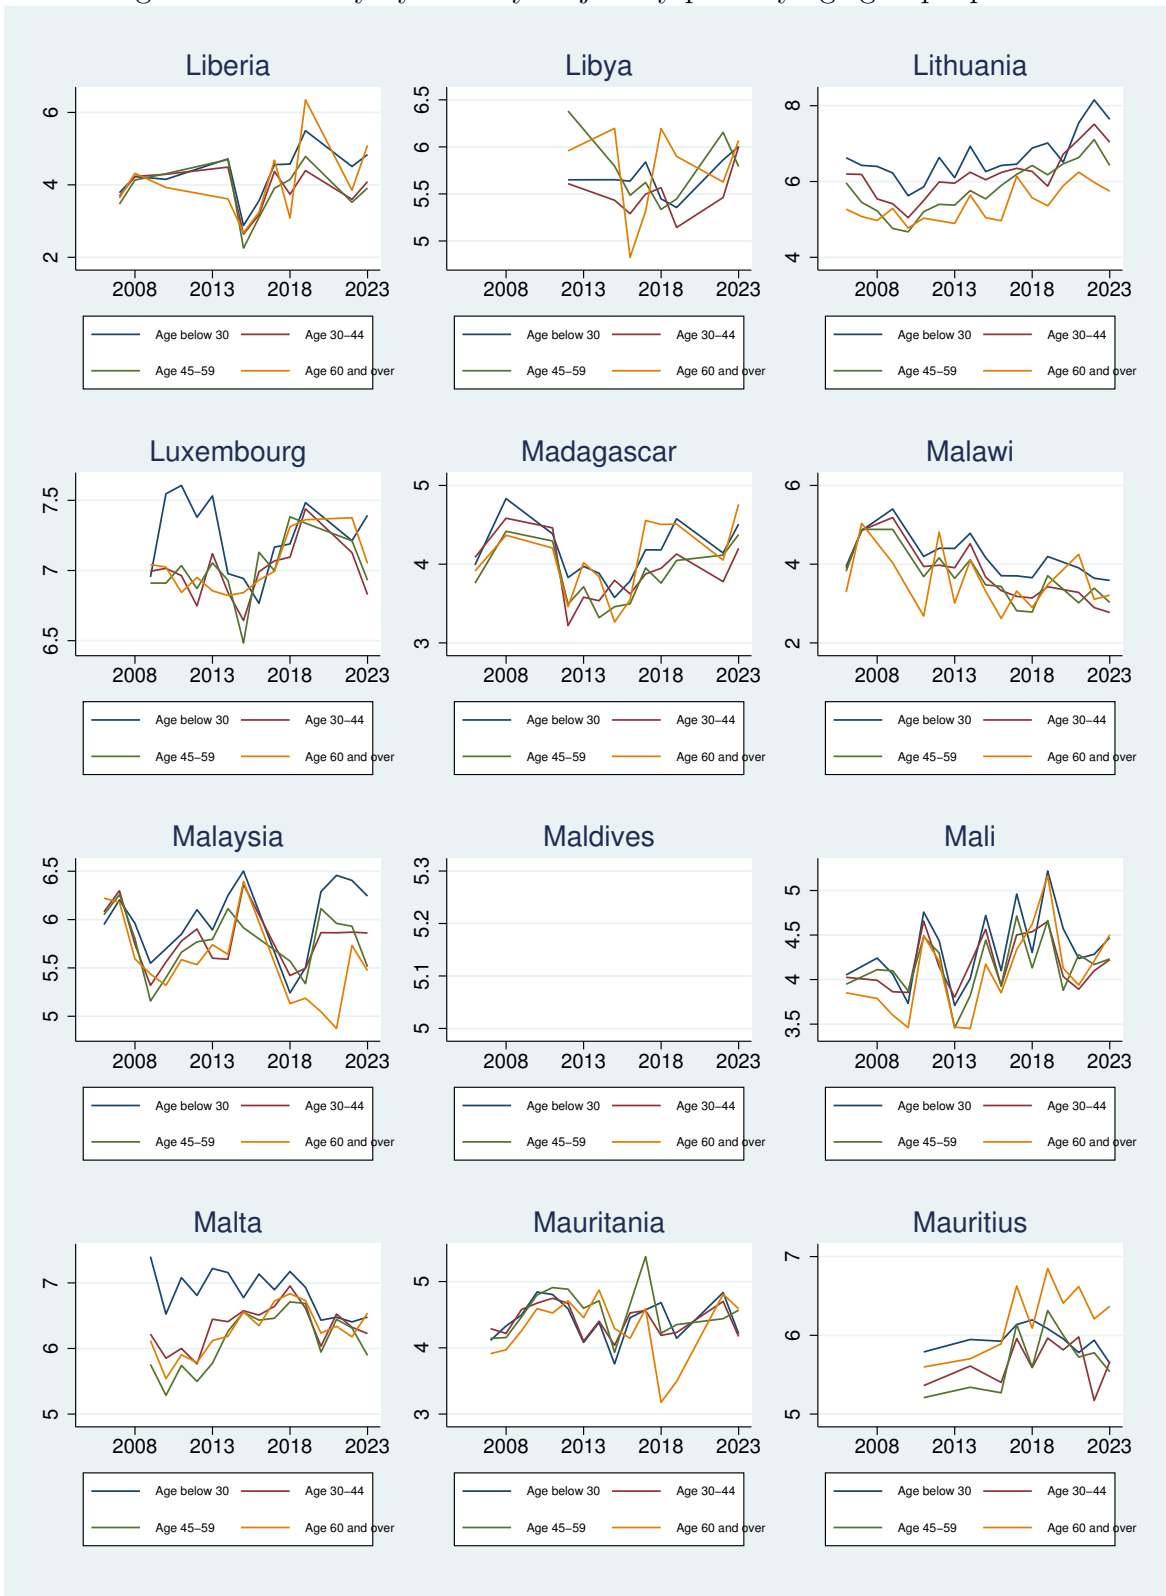 Liberia Libya Lithuania
6 6.5 8
4 6 6
2 5.5 4
5
2008 2013 2018 2023 2008 2013 2018 2023 2008 2013 2018 2023
Age below 30 Age 30–44 Age below 30 Age 30–44 Age below 30 Age 30–44
Age 45–59 Age 60 and over Age 45–59 Age 60 and over Age 45–59 Age 60 and over
Luxembourg Madagascar Malawi
7.5 5 6
7 4 4
6.5 3 2
2008 2013 2018 2023 2008 2013 2018 2023 2008 2013 2018 2023
Age below 30 Age 30–44 Age below 30 Age 30–44 Age below 30 Age 30–44
Age 45–59 Age 60 and over Age 45–59 Age 60 and over Age 45–59 Age 60 and over
Malaysia Maldives Mali
6.5 5.3 5
6 5.2 4.5
5.5 5.1 4
5 5 3.5
2008 2013 2018 2023 2008 2013 2018 2023 2008 2013 2018 2023
Age below 30 Age 30–44 Age below 30 Age 30–44 Age below 30 Age 30–44
Age 45–59 Age 60 and over Age 45–59 Age 60 and over Age 45–59 Age 60 and over
Malta Mauritania Mauritius
7 5 7
6 4 6
5 3 5
2008 2013 2018 2023 2008 2013 2018 2023 2008 2013 2018 2023
Age below 30 Age 30–44 Age below 30 Age 30–44 Age below 30 Age 30–44
Age 45–59 Age 60 and over Age 45–59 Age 60 and over Age 45–59 Age 60 and over